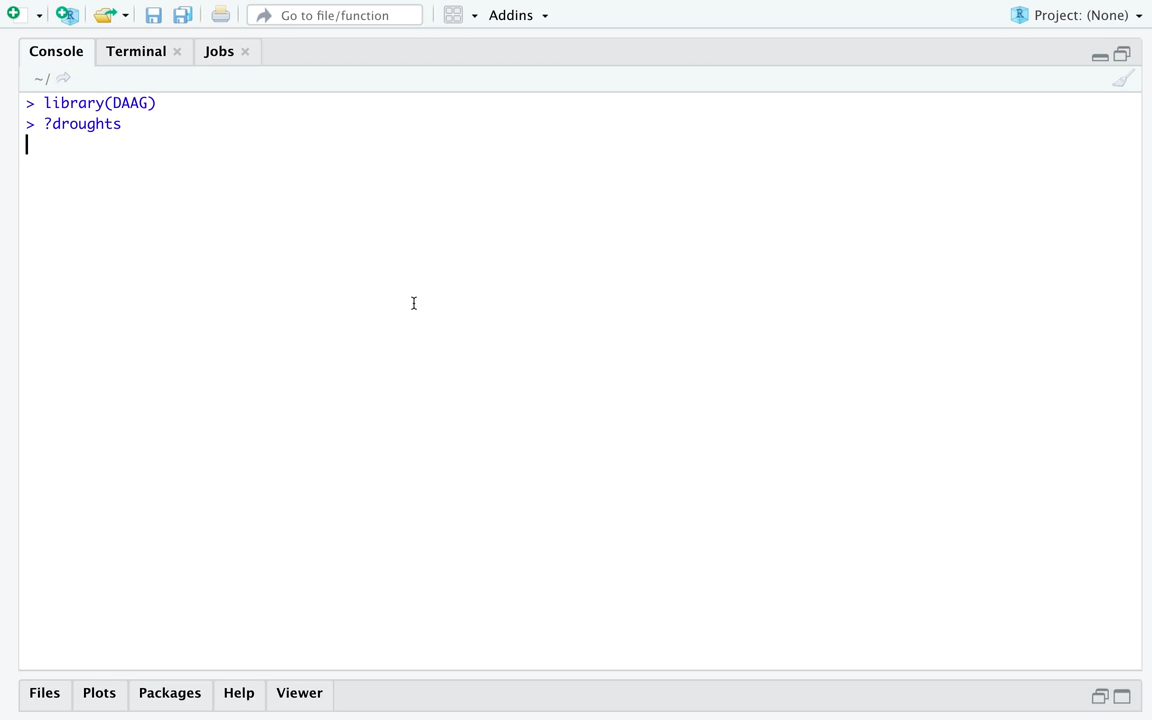 Go to file/function
Addins
Project: (None)
Console
Terminal
Jobs
~/
> library(DAAG)
> ?droughts
Files
Plots
Packages
Help
Viewer